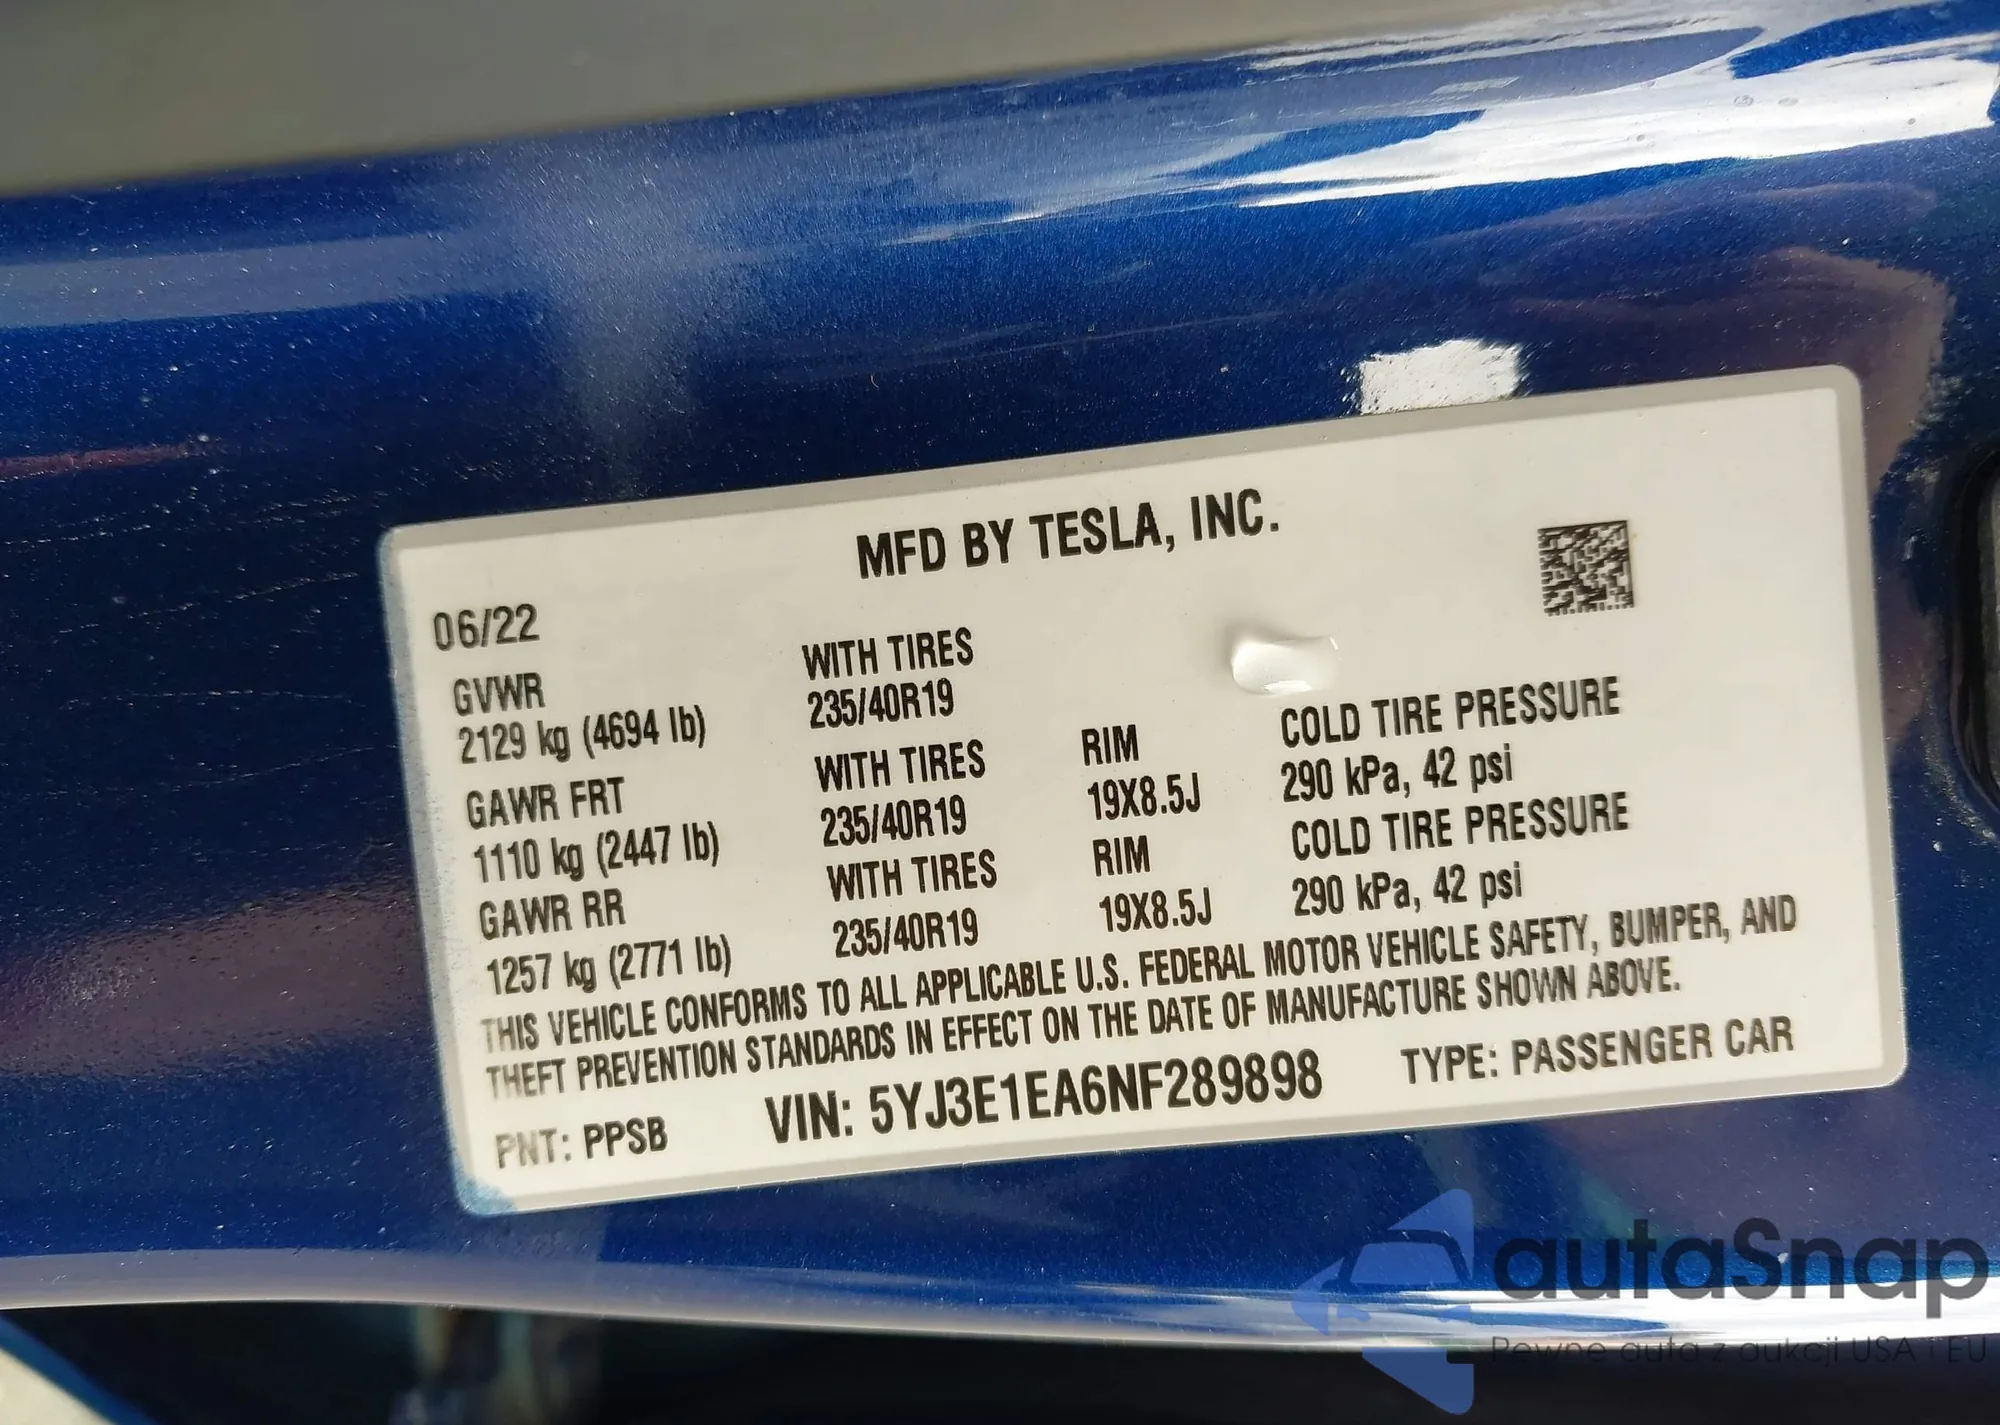 MFD BY TESLA, INC.
06/22
GVWR WITH TIRES
2129 kg (4694 lb) 235/40R19
GAWR FRT WITH TIRES RIM COLD TIRE PRESSURE
1110 kg (2447 lb) 235/40R19 19X8.5J 290 kPa, 42 psi
GAWR RR WITH TIRES RIM COLD TIRE PRESSURE
1257 kg (2771 lb) 235/40R19 19X8.5J 290 kPa, 42 psi
THIS VEHICLE CONFORMS TO ALL APPLICABLE U.S. FEDERAL MOTOR VEHICLE SAFETY, BUMPER, AND
THEFT PREVENTION STANDARDS IN EFFECT ON THE DATE OF MANUFACTURE SHOWN ABOVE.
PNT: PPSB VIN: 5YJ3E1EA6NF289898 TYPE: PASSENGER CAR
autaSnap
Pewne auta z aukcji USA i EU